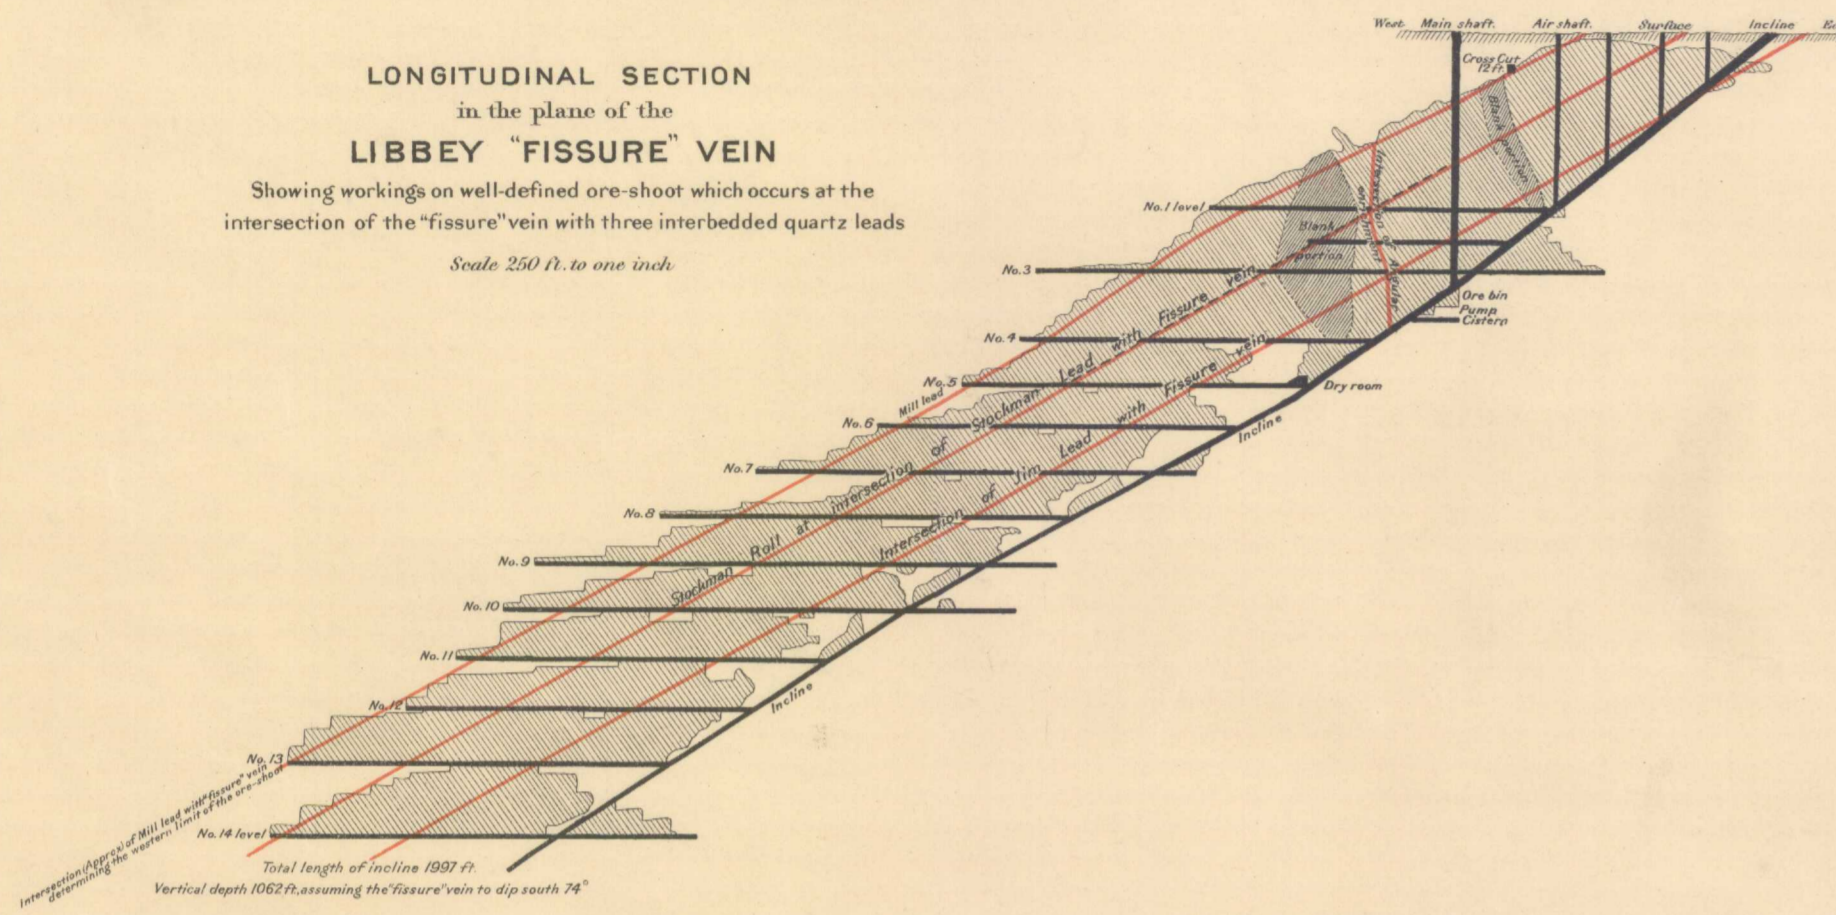 LONGITUDINAL SECTION
in the plane of the
LIBBEY "FISSURE" VEIN
Showing workings on well-defined ore-shoot which occurs at the
intersection of the "fissure" vein with three interbedded quartz leads
Scale 250 ft. to one inch
West Main shaft. Air shaft. Surface Incline
Cross Cut
12 ft.
Blank portion
Intersection of Angular
enrichment
No. 1 level
Blank
portion
No. 3
Ore bin
Pump
Cistern
No. 4
No. 5
Dry room
Mill lead
No. 6
Incline
No. 7
No. 8
Stockman Roll at intersection of Stockman Lead with Fissure vein
Intersection of Jim Lead with Fissure vein
No. 9
No. 10
No. 11
No. 12
Incline
No. 13
Intersection (Approx) of Mill lead with "fissure" vein
determining the western limit of the ore-shoot
No. 14 level
Total length of incline 1997 ft.
Vertical depth 1062 ft, assuming the "fissure" vein to dip south 74°